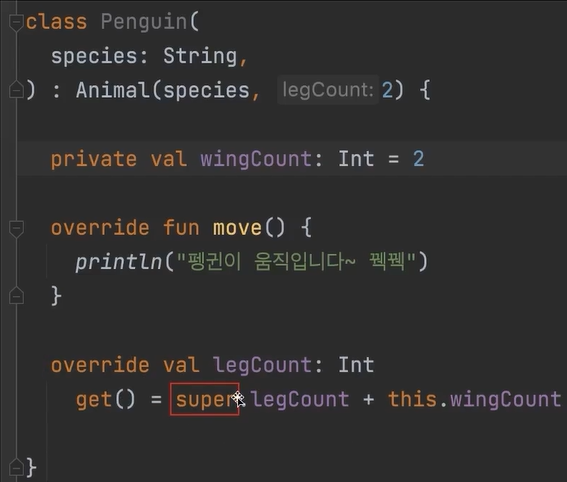 class Penguin(
species: String,
) : Animal(species, legCount: 2) {
private val wingCount: Int = 2
override fun move() {
println("펭귄이 움직입니다~ 꿱꿱")
}
override val legCount: Int
get() = super.legCount + this.wingCount
}